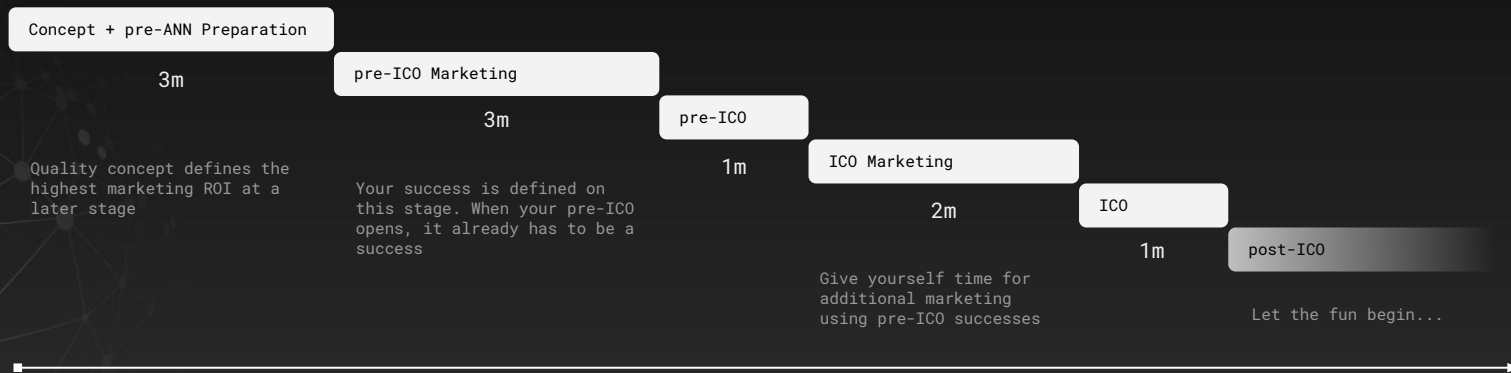 Concept + pre-ANN Preparation
3m
Quality concept defines the
highest marketing ROI at a
later stage
pre-ICO Marketing
3m
Your success is defined on
this stage. When your pre-ICO
opens, it already has to be a
success
pre-ICO
1m
ICO Marketing
2m
Give yourself time for
additional marketing
using pre-ICO successes
ICO
1m
post-ICO
Let the fun begin...